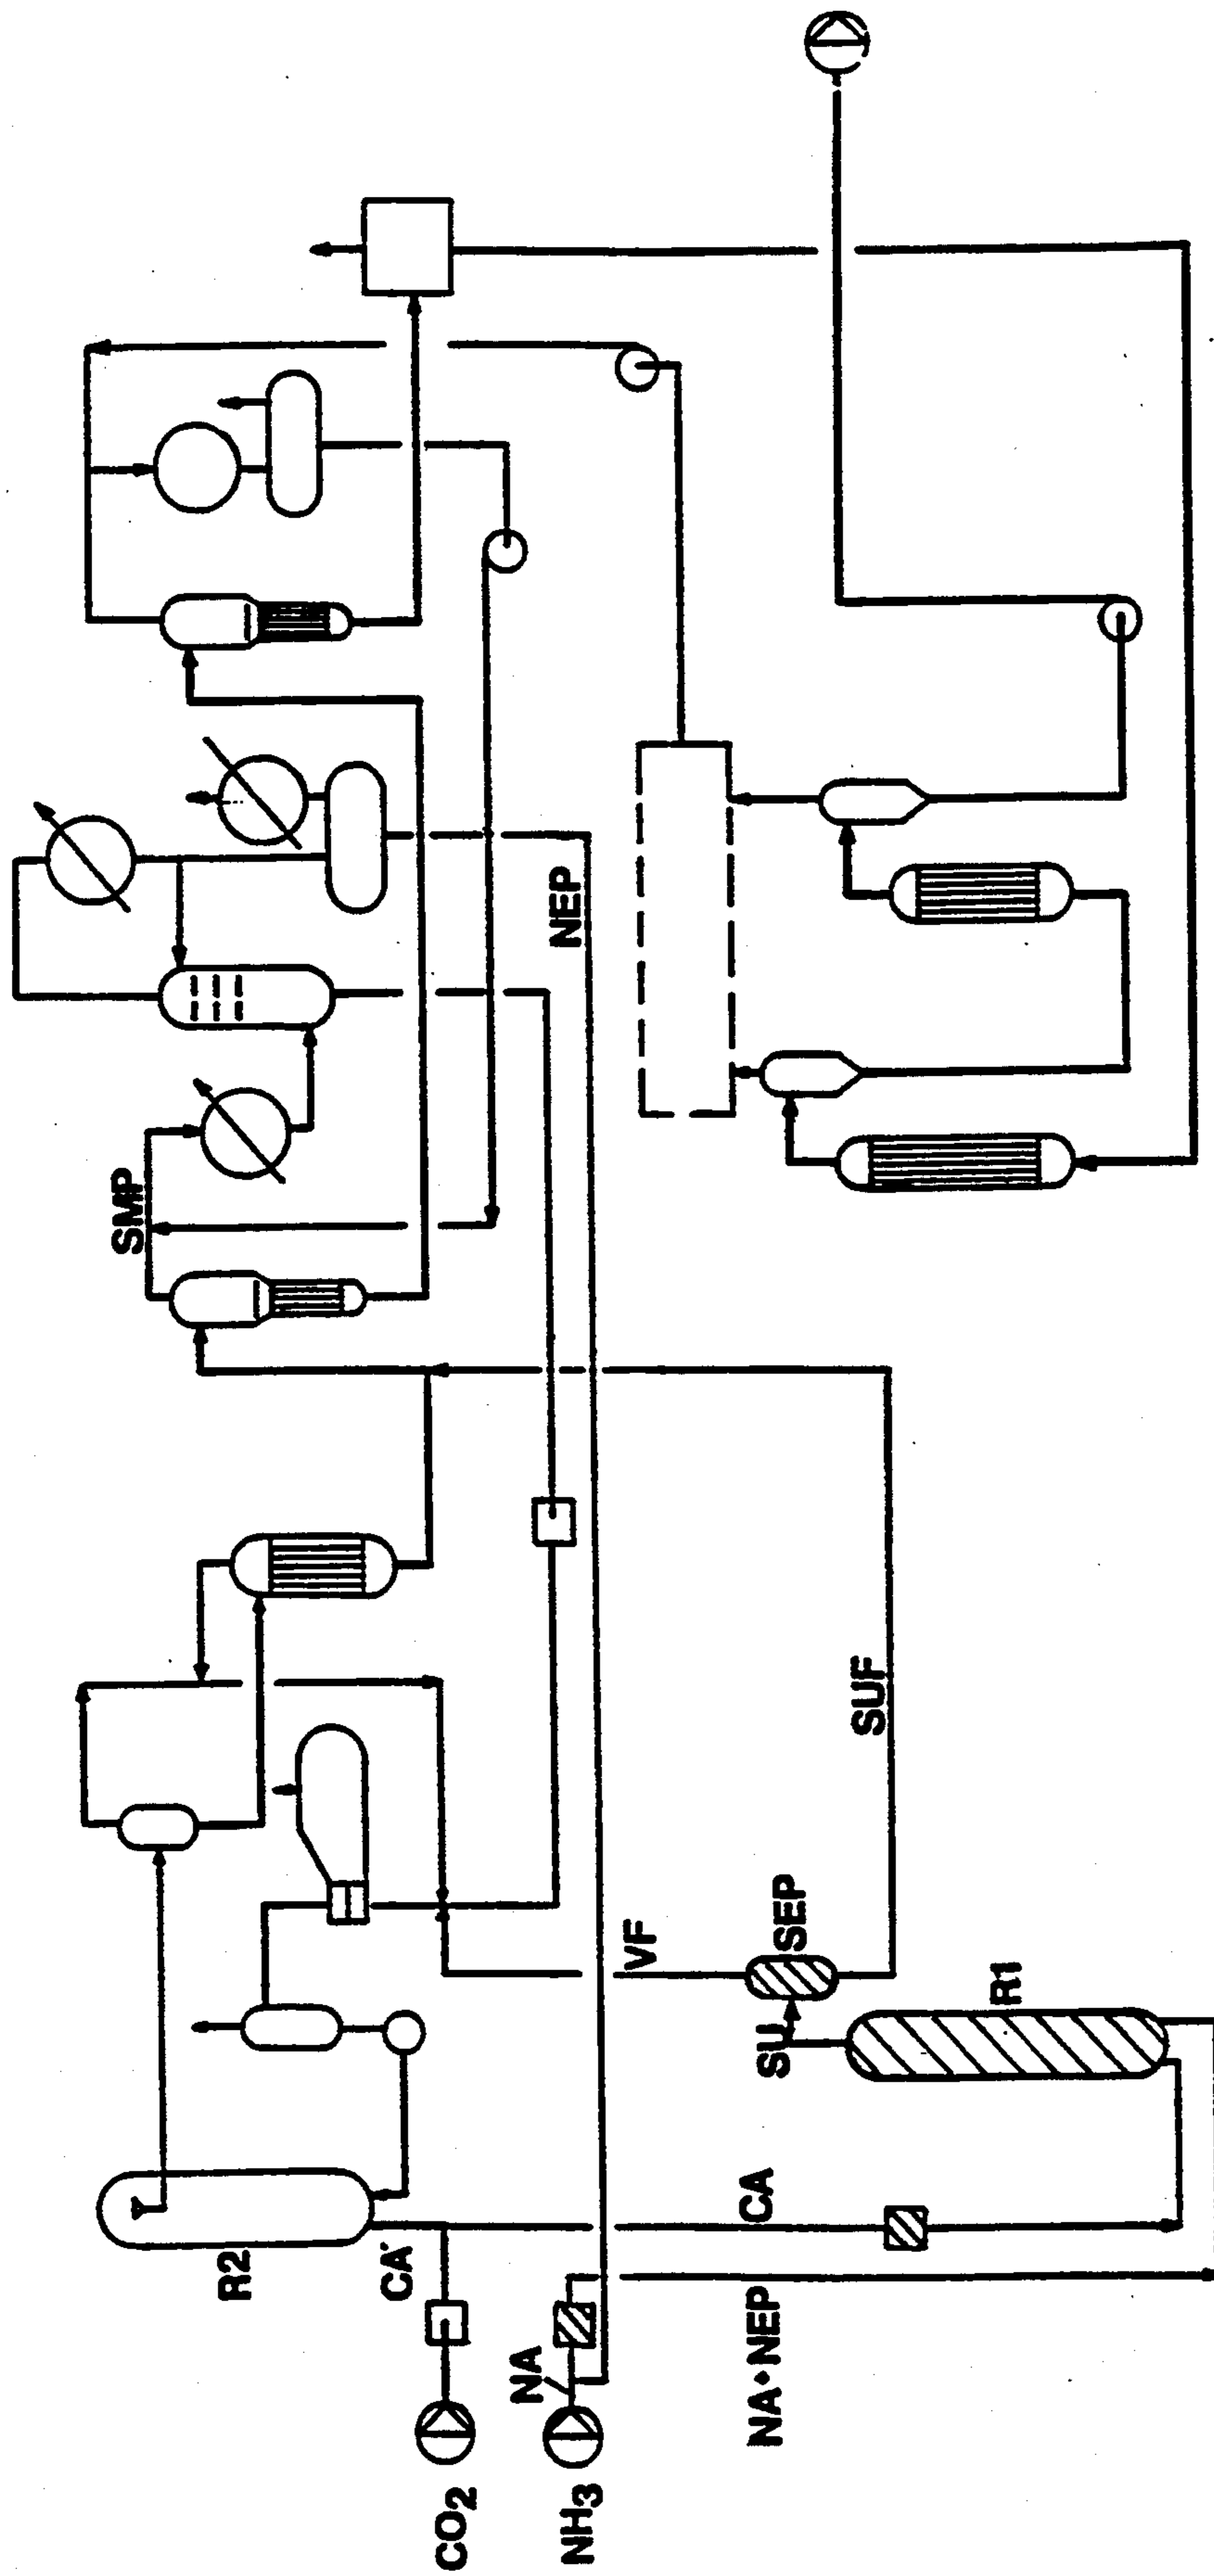 SMP
NEP
R2
CA
CO2
NH3
NA
NA+NEP
CA
VF
SU
SEP
R1
SUF